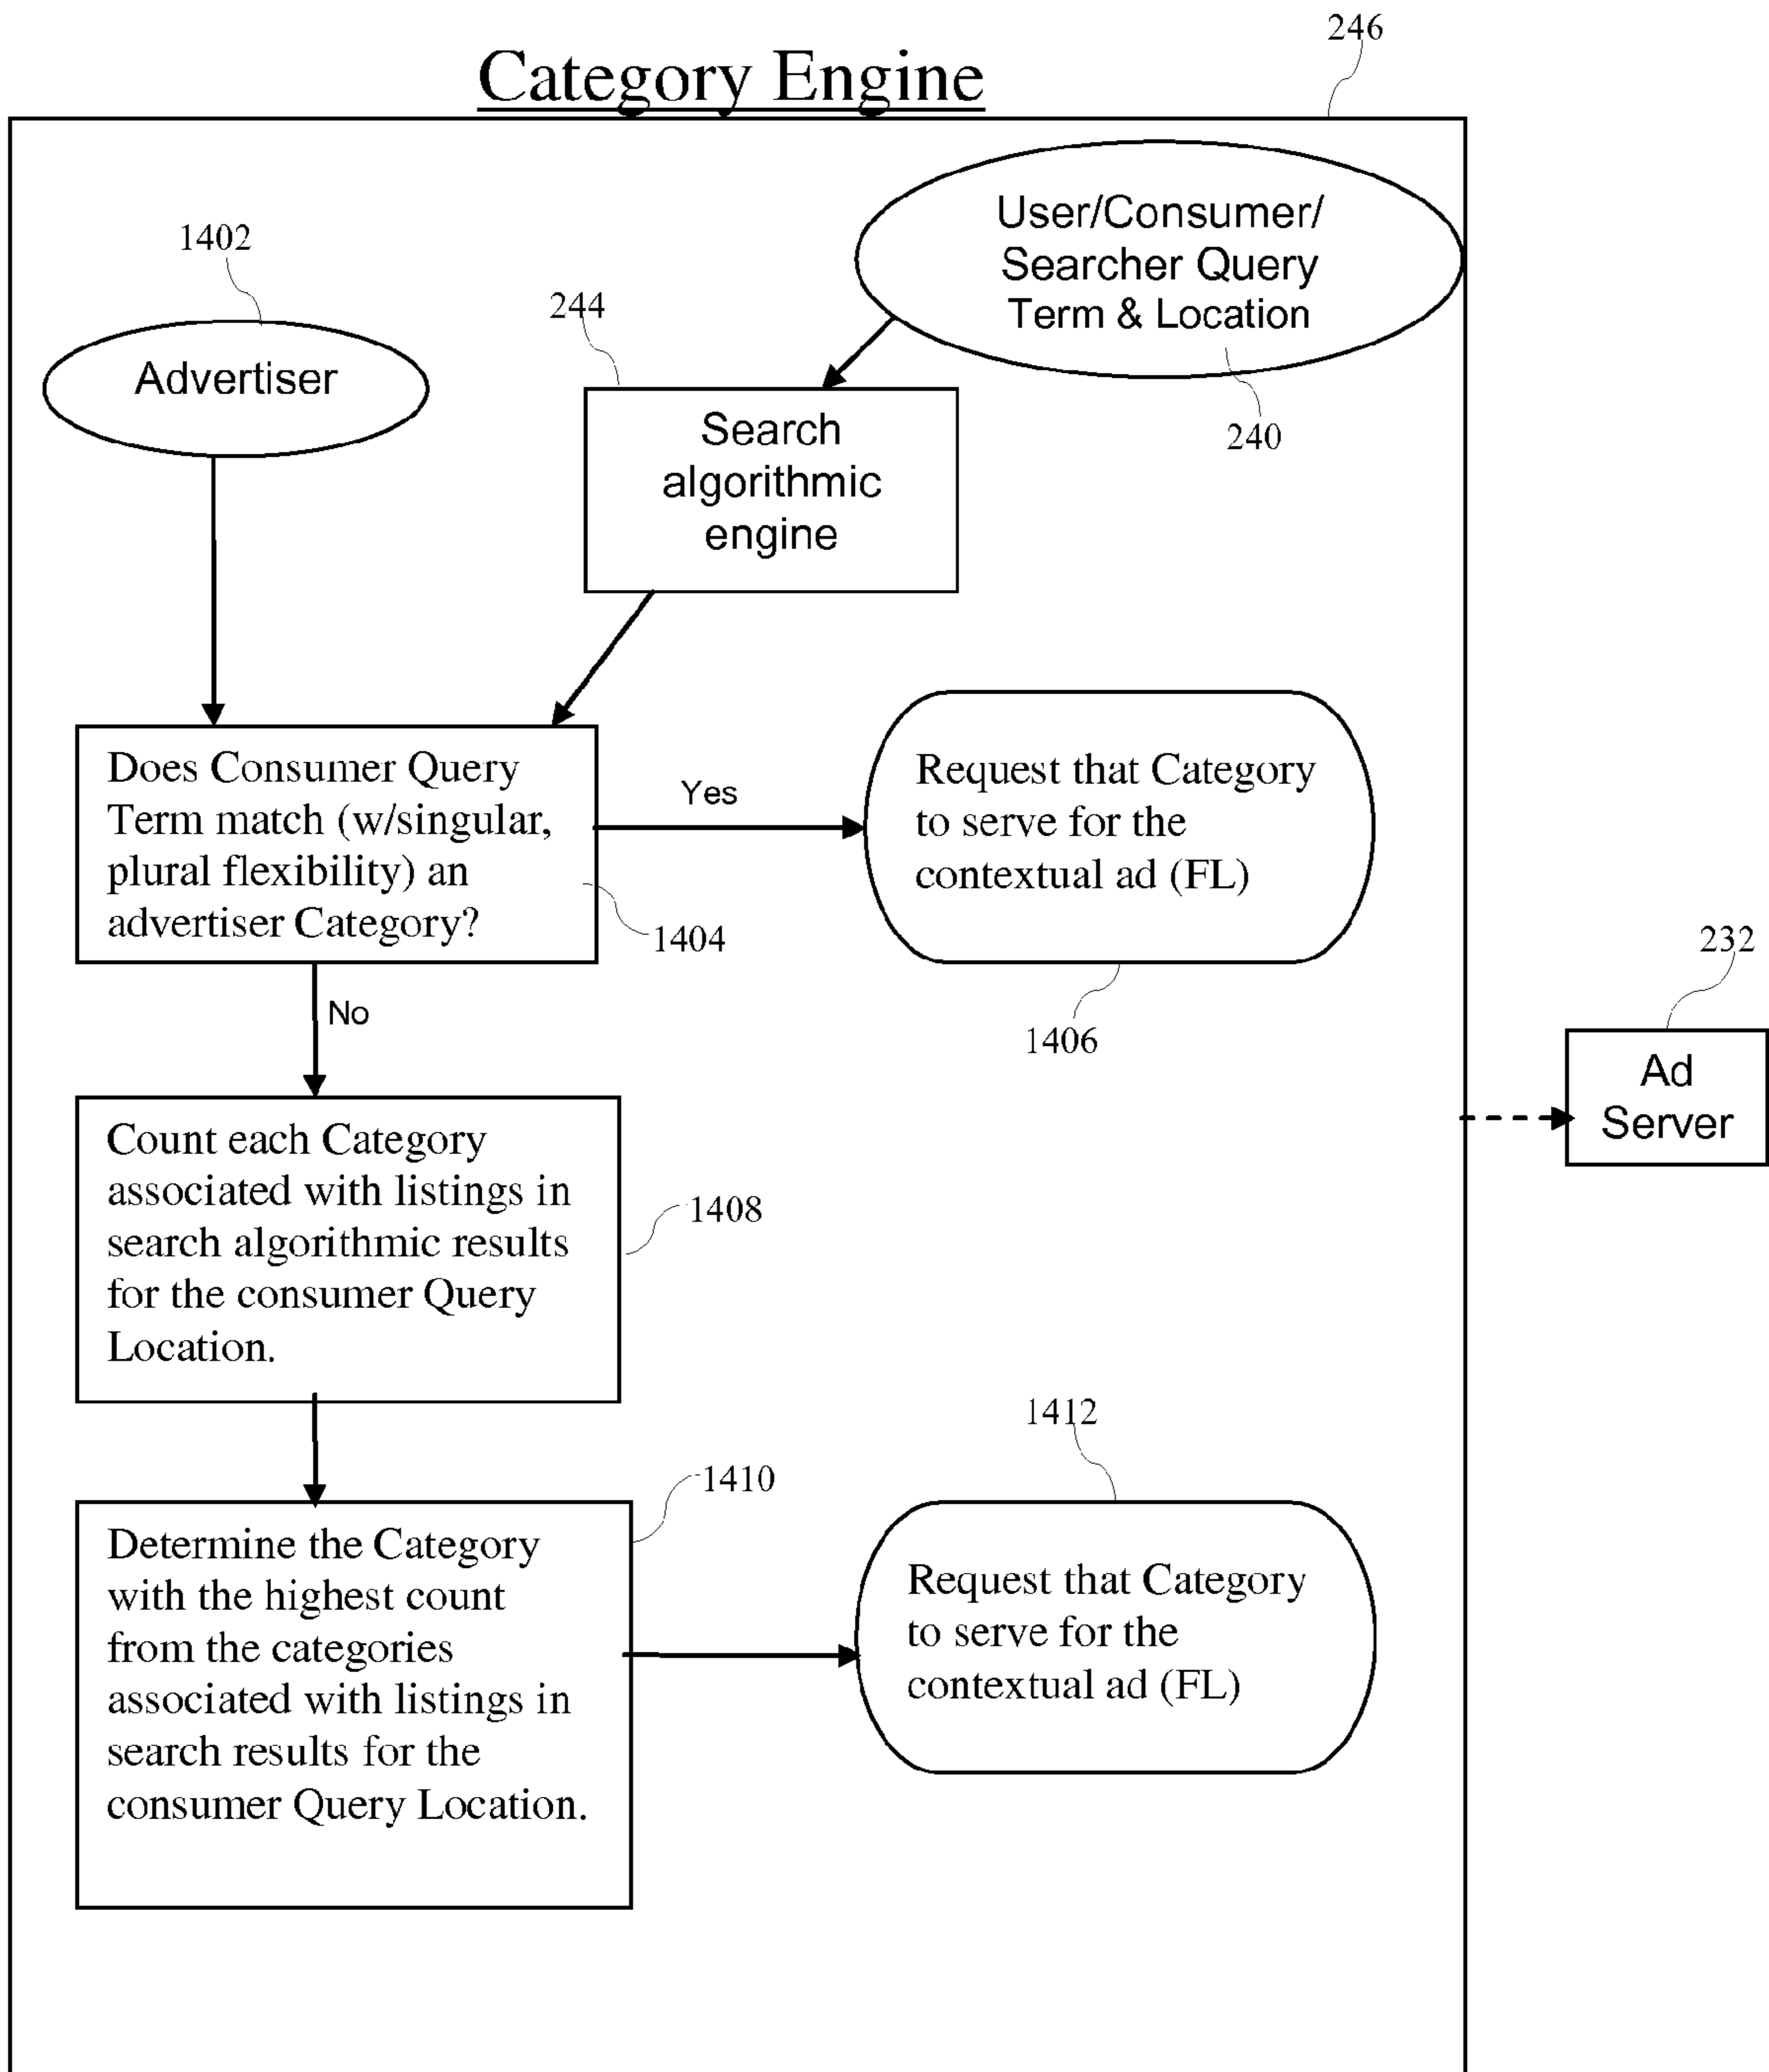 246
Category Engine
User/Consumer/
Searcher Query
Term & Location
1402
244
Advertiser
240
Search
algorithmic
engine
Does Consumer Query
Term match (w/singular,
plural flexibility) an
advertiser Category?
Yes
Request that Category
to serve for the
contextual ad (FL)
1404
232
No
1406
Ad
Server
Count each Category
associated with listings in
search algorithmic results
for the consumer Query
Location.
1408
1412
1410
Determine the Category
with the highest count
from the categories
associated with listings in
search results for the
consumer Query Location.
Request that Category
to serve for the
contextual ad (FL)